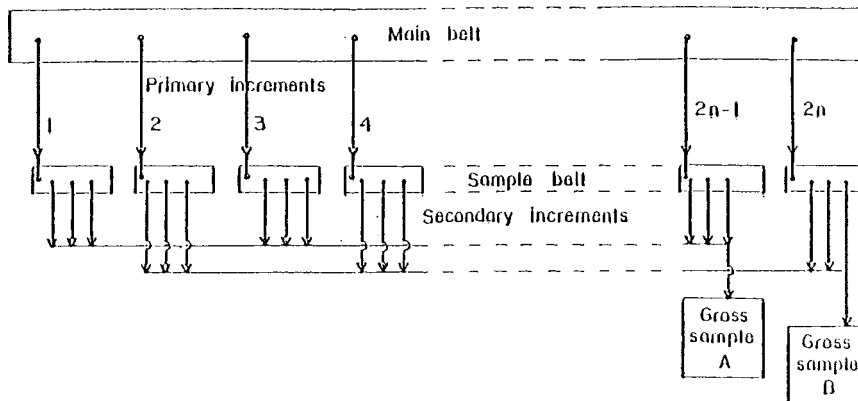 Main belt
Primary increments
1
2
3
4
2n-1
2n
Sample belt
Secondary increments
Gross
sample
A
Gross
sample
B